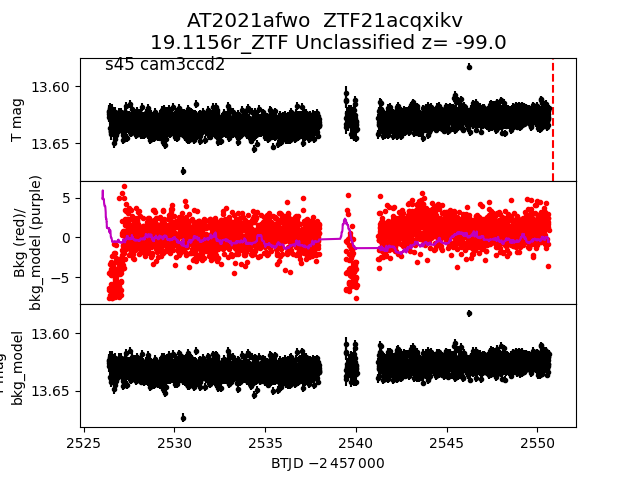 AT2021afwo ZTF21acqxikv
19.1156r_ZTF Unclassified z= -99.0
s45 cam3ccd2
T mag
13.60
13.65
Bkg (red)/
bkg_model (purple)
5
0
−5
bkg_model
13.60
13.65
2525 2530 2535 2540 2545 2550
BTJD −2 457 000